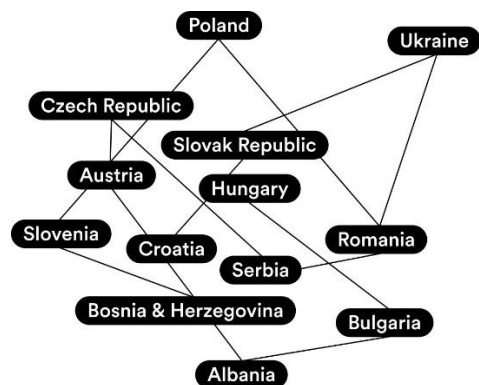 Poland
Ukraine
Czech Republic
Slovak Republic
Austria
Hungary
Slovenia
Croatia
Romania
Serbia
Bosnia & Herzegovina
Bulgaria
Albania